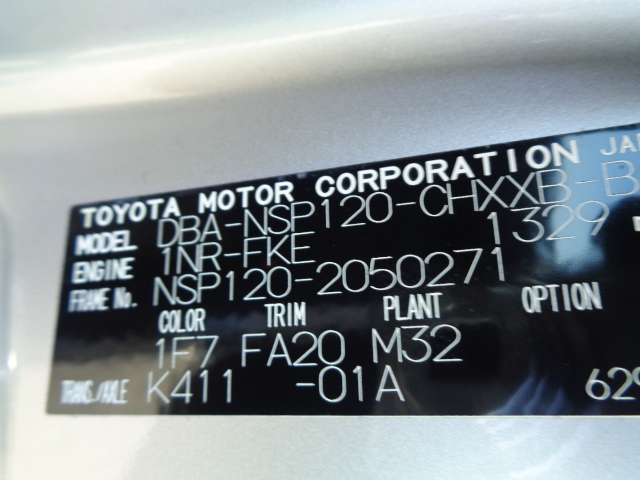 TOYOTA MOTOR CORPORATION
MODEL DBA-NSP120-CHXXB-B
ENGINE 1NR-FKE 1329
FRAME No. NSP120-2050271
COLOR TRIM PLANT OPTION
1F7 FA20 M32
TRANS./AXLE K411 -01A 629